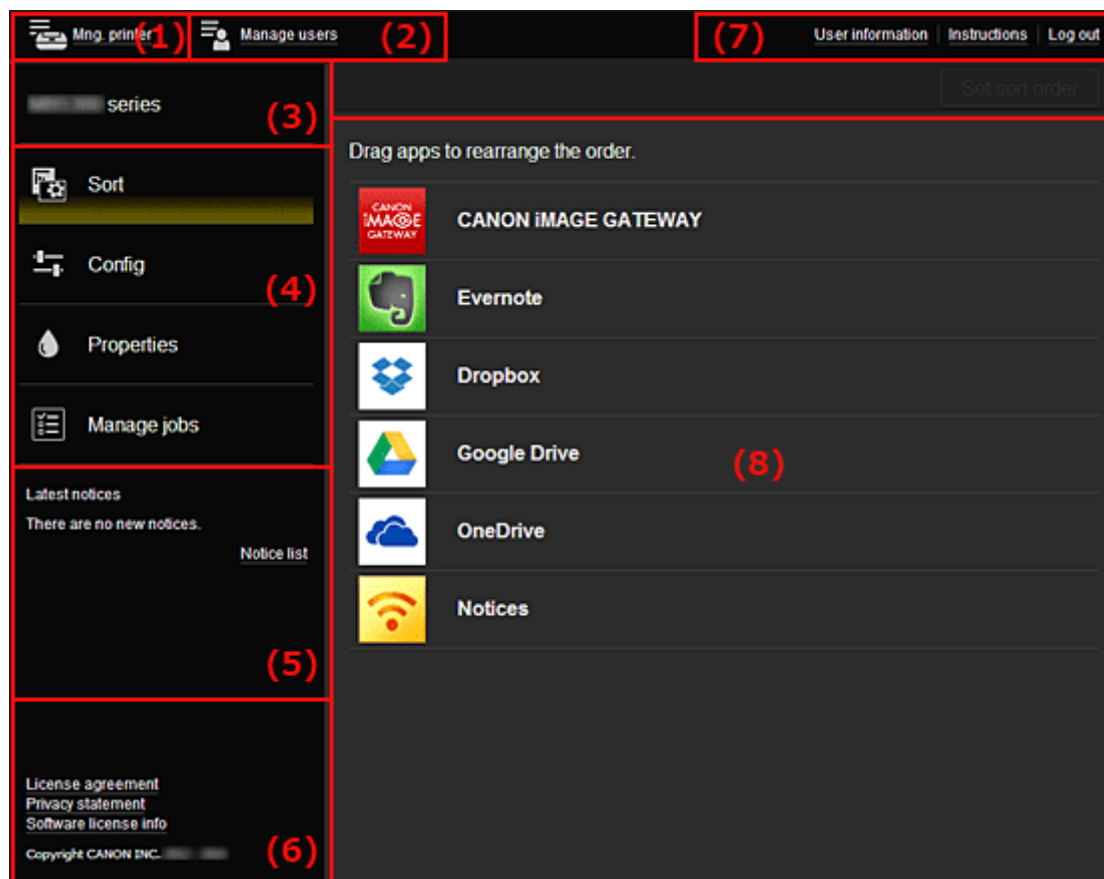 Mng. printer (1)
Manage users (2)
(7) User information Instructions Log out
series (3)
Set sort order
Drag apps to rearrange the order.
Sort
CANON iMAGE GATEWAY CANON iMAGE GATEWAY
Config (4)
Evernote
Properties
Dropbox
Manage jobs
Google Drive (8)
Latest notices
There are no new notices.
Notice list
OneDrive
Notices
(5)
License agreement
Privacy statement
Software license info
Copyright CANON INC. (6)